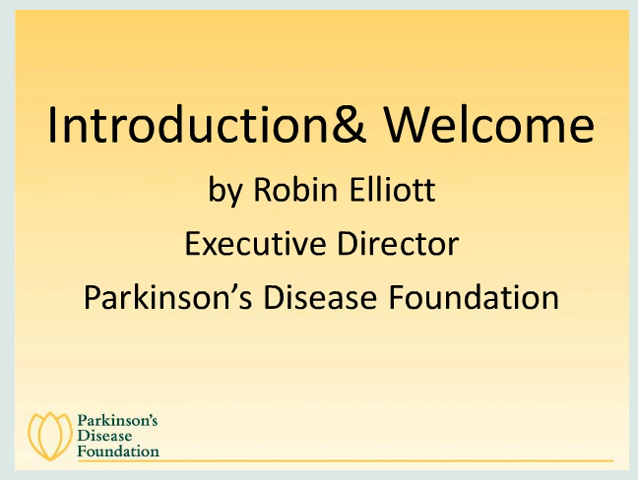 Introduction& Welcome
by Robin Elliott
Executive Director
Parkinson’s Disease Foundation
Parkinson's
Disease
Foundation